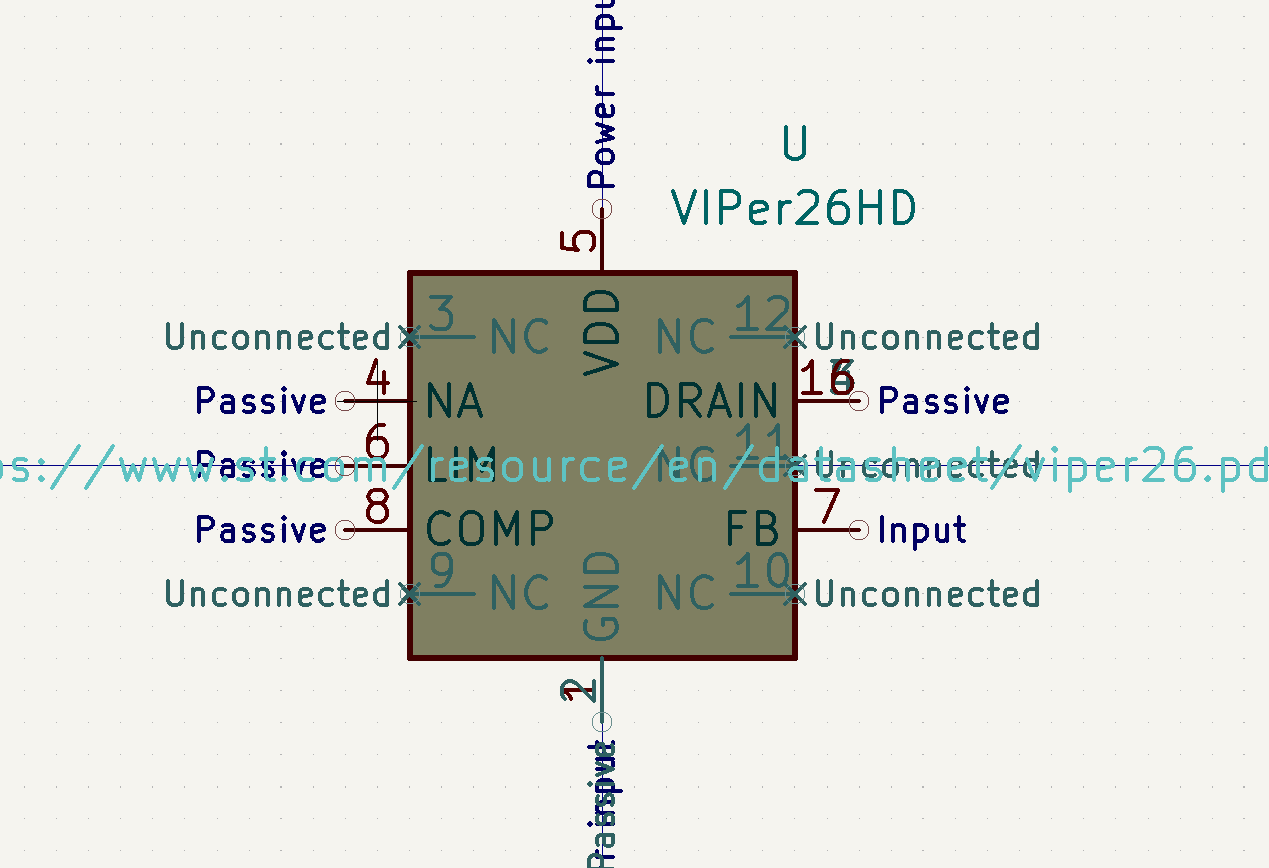 Power inpu
U
VIPer26HD
5
VDD
Unconnected 3 NC
NC 12 Unconnected
Passive 4 NA
DRAIN Passive
Passive 6 LIM
NC 11 Unconnected
ps://www.st.com/resource/en/datasheet/viper26.pd
Passive 8 COMP
FB 7 Input
Unconnected 9 NC
NC 10 Unconnected
GND
2
Passive